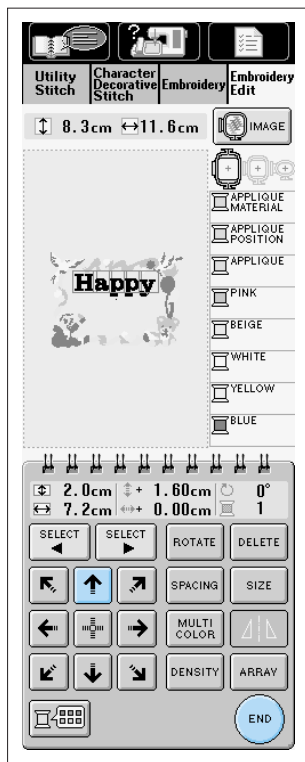 Utility Stitch
Character Decorative Stitch
Embroidery
Embroidery Edit
8.3cm 11.6cm
IMAGE
APPLIQUE MATERIAL
APPLIQUE POSITION
APPLIQUE
Happy
PINK
BEIGE
WHITE
YELLOW
BLUE
2.0cm + 1.60cm 0°
7.2cm + 0.00cm 1
SELECT SELECT ROTATE DELETE
SPACING SIZE
MULTI COLOR
DENSITY ARRAY
END